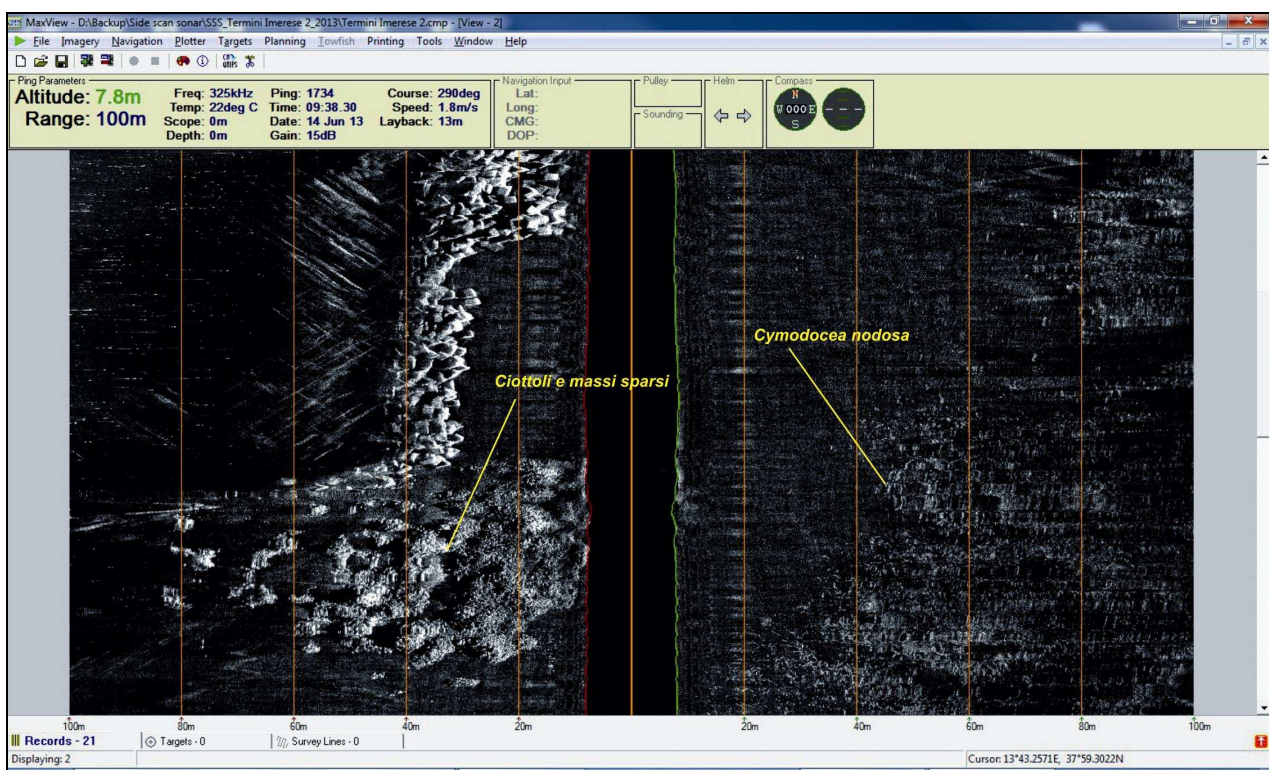 MaxView - D:\Backup\Side scan sonar\SSS_Termini Imerese 2_2013\Termini Imerese 2.cmp - [View - 2]
File Imagery Navigation Plotter Targets Planning Towfish Printing Tools Window Help
Ping Parameters
Altitude: 7.8m
Range: 100m
Freq: 325kHz Ping: 1734 Course: 290deg
Temp: 22deg C Time: 09:38.30 Speed: 1.8m/s
Scope: 0m Date: 14 Jun 13 Layback: 13m
Depth: 0m Gain: 15dB
Navigation Input
Lat:
Long:
CMG:
DOP:
Pulley
Sounding
Helm
Compass
N
W 000 E
S
Cymodocea nodosa
Ciottoli e massi sparsi
100m 80m 60m 40m 20m 20m 40m 60m 80m 100m
Records - 21 Targets - 0 Survey Lines - 0
Displaying: 2 Cursor: 13°43.2571E, 37°59.3022N